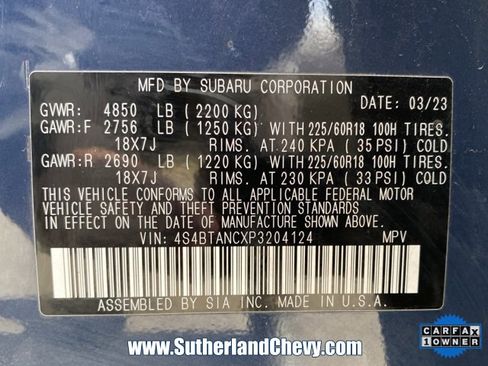 MFD BY SUBARU CORPORATION
DATE: 03/23
GVWR: 4850 LB ( 2200 KG)
GAWR:F 2756 LB ( 1250 KG) WITH 225/60R18 100H TIRES.
18X7J RIMS. AT 240 KPA ( 35 PSI) COLD
GAWR:R 2690 LB ( 1220 KG) WITH 225/60R18 100H TIRES.
18X7J RIMS. AT 230 KPA ( 33 PSI) COLD
THIS VEHICLE CONFORMS TO ALL APPLICABLE FEDERAL MOTOR
VEHICLE SAFETY AND THEFT PREVENTION STANDARDS
IN EFFECT ON THE DATE OF MANUFACTURE SHOWN ABOVE.
VIN: 4S4BTANCXP3204124 MPV
ASSEMBLED BY SIA INC. MADE IN U.S.A.
www.SutherlandChevy.com
CARFAX
1 OWNER